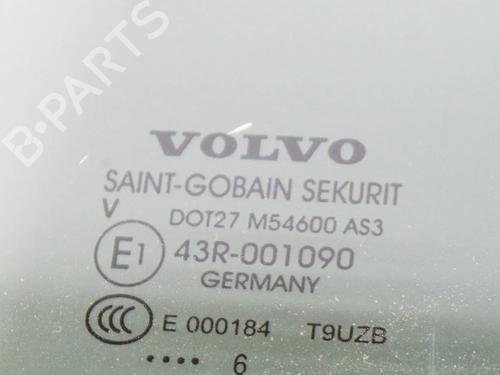 B-PARTS
VOLVO
SAINT-GOBAIN SEKURIT
V
DOT27 M54600 AS3
E1 43R-001090
GERMANY
CCC E 000184 T9UZB
•••• 6